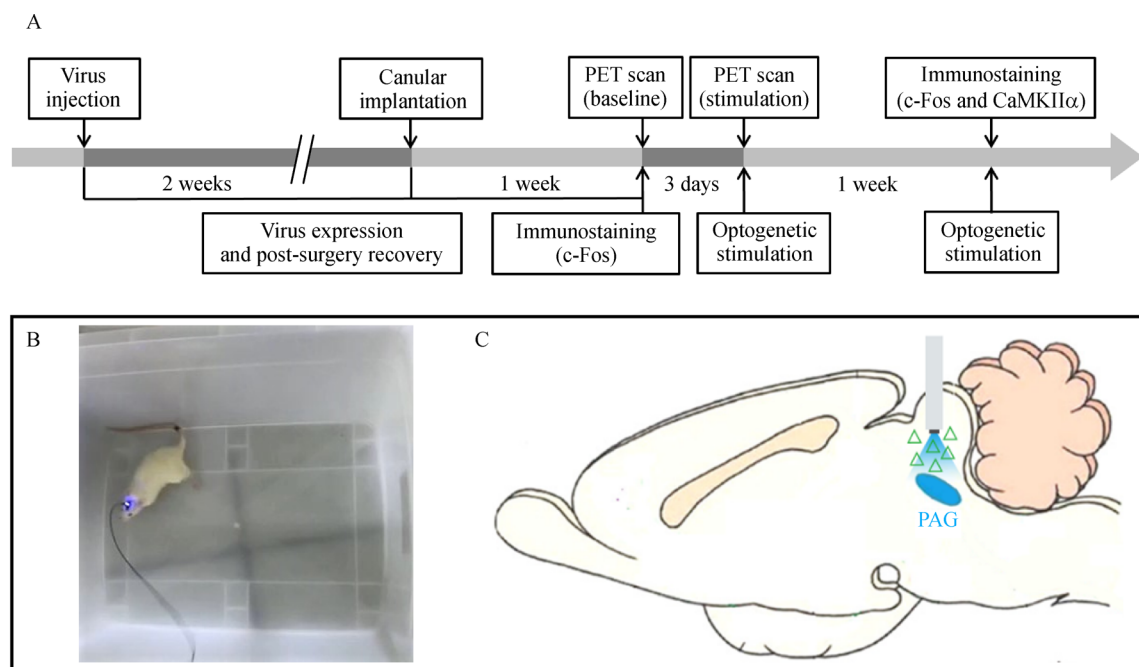 A
Virus
injection
Canular
implantation
PET scan
(baseline)
PET scan
(stimulation)
Immunostaining
(c-Fos and CaMKIIα)
2 weeks
1 week
3 days
1 week
Virus expression
and post-surgery recovery
Immunostaining
(c-Fos)
Optogenetic
stimulation
Optogenetic
stimulation
B
C
PAG